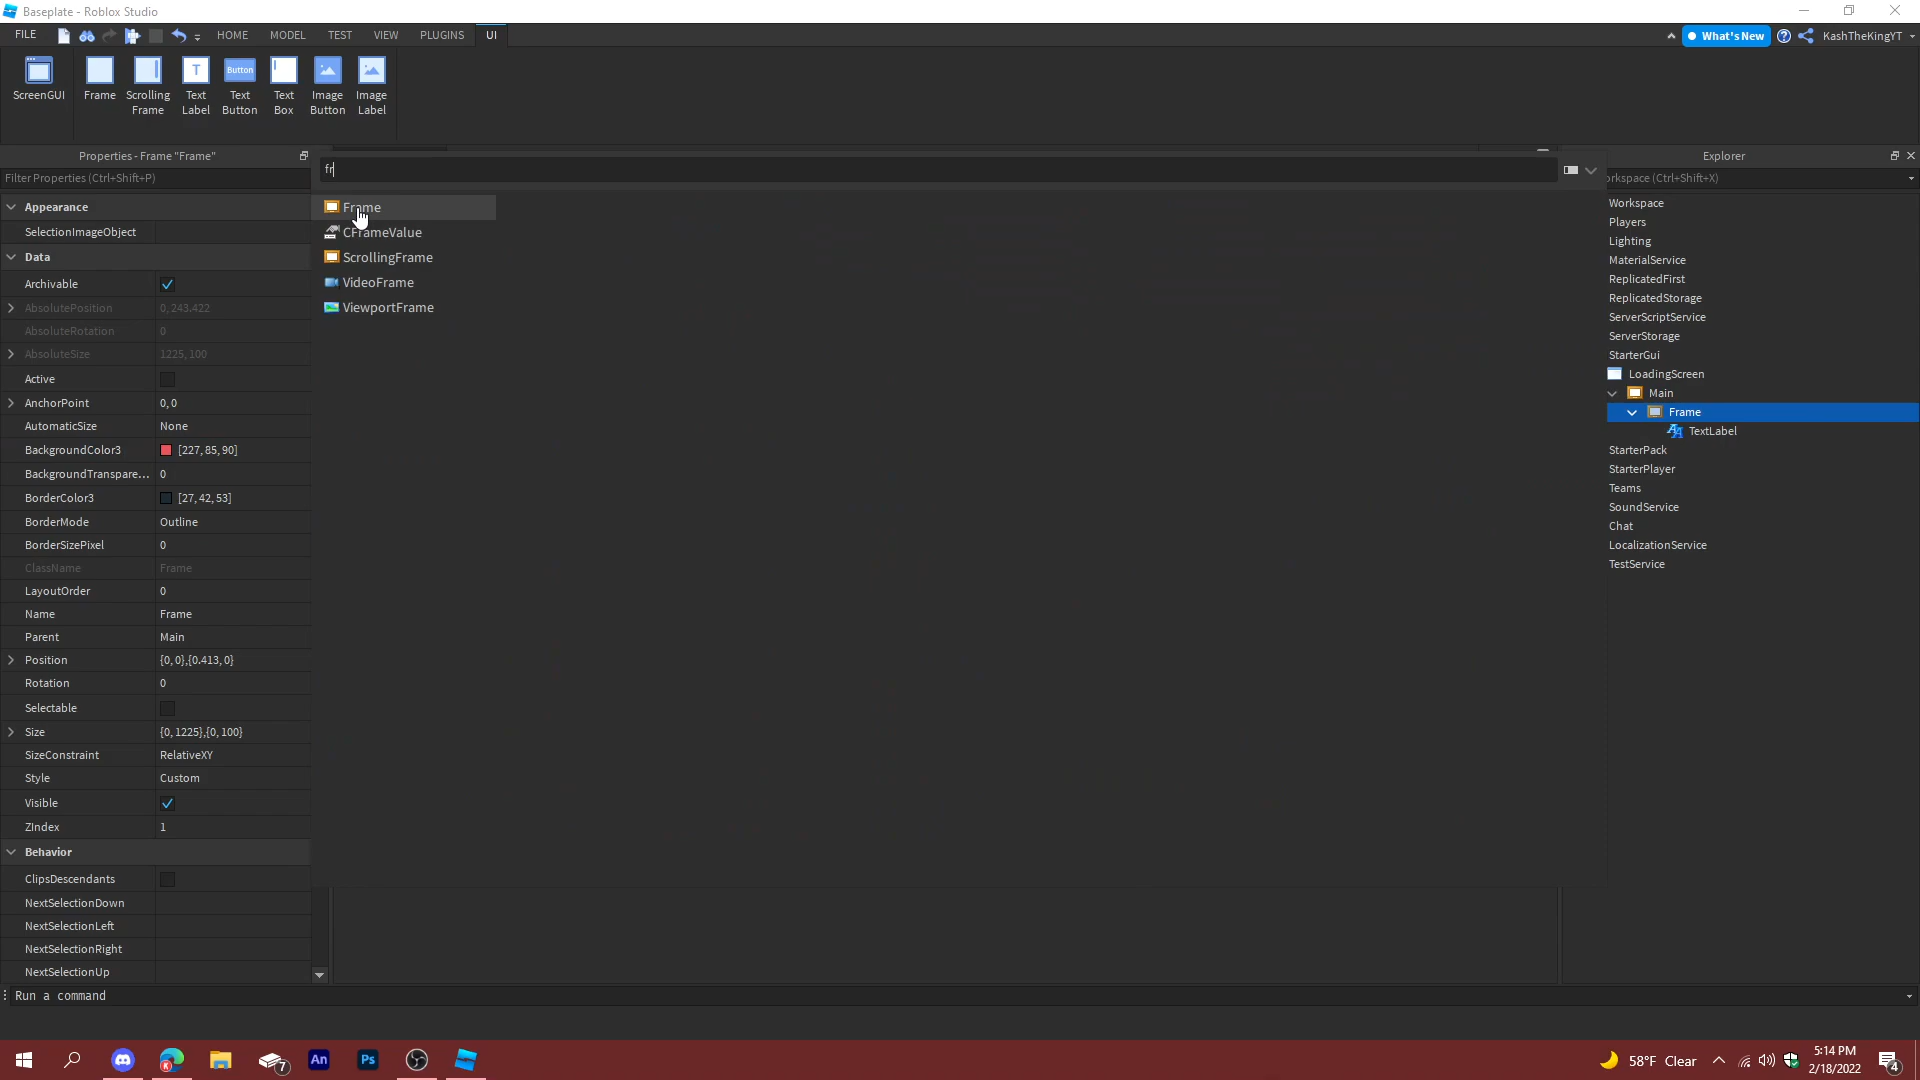 Baseplate - Roblox Studio
FILE HOME MODEL TEST VIEW PLUGINS UI What's New KashTheKingYT
ScreenGUI Frame Scrolling Frame Text Label Text Button Text Box Image Button Image Label
Button
T
Properties - Frame "Frame"
Filter Properties (Ctrl+Shift+P)
Appearance
SelectionImageObject
Data
Archivable
AbsolutePosition 0, 243.422
AbsoluteRotation 0
AbsoluteSize 1225, 100
Active
AnchorPoint 0, 0
AutomaticSize None
BackgroundColor3 [227, 85, 90]
BackgroundTranspare... 0
BorderColor3 [27, 42, 53]
BorderMode Outline
BorderSizePixel 0
ClassName Frame
LayoutOrder 0
Name Frame
Parent Main
Position {0, 0},{0.413, 0}
Rotation 0
Selectable
Size {0, 1225},{0, 100}
SizeConstraint RelativeXY
Style Custom
Visible
ZIndex 1
Behavior
ClipsDescendants
NextSelectionDown
NextSelectionLeft
NextSelectionRight
NextSelectionUp
fr
Frame
CFrameValue
ScrollingFrame
VideoFrame
ViewportFrame
Explorer
rkspace (Ctrl+Shift+X)
Workspace
Players
Lighting
MaterialService
ReplicatedFirst
ReplicatedStorage
ServerScriptService
ServerStorage
StarterGui
LoadingScreen
Main
Frame
TextLabel
StarterPack
StarterPlayer
Teams
SoundService
Chat
LocalizationService
TestService
Run a command
7 An Ps
58°F Clear
5:14 PM
2/18/2022
4